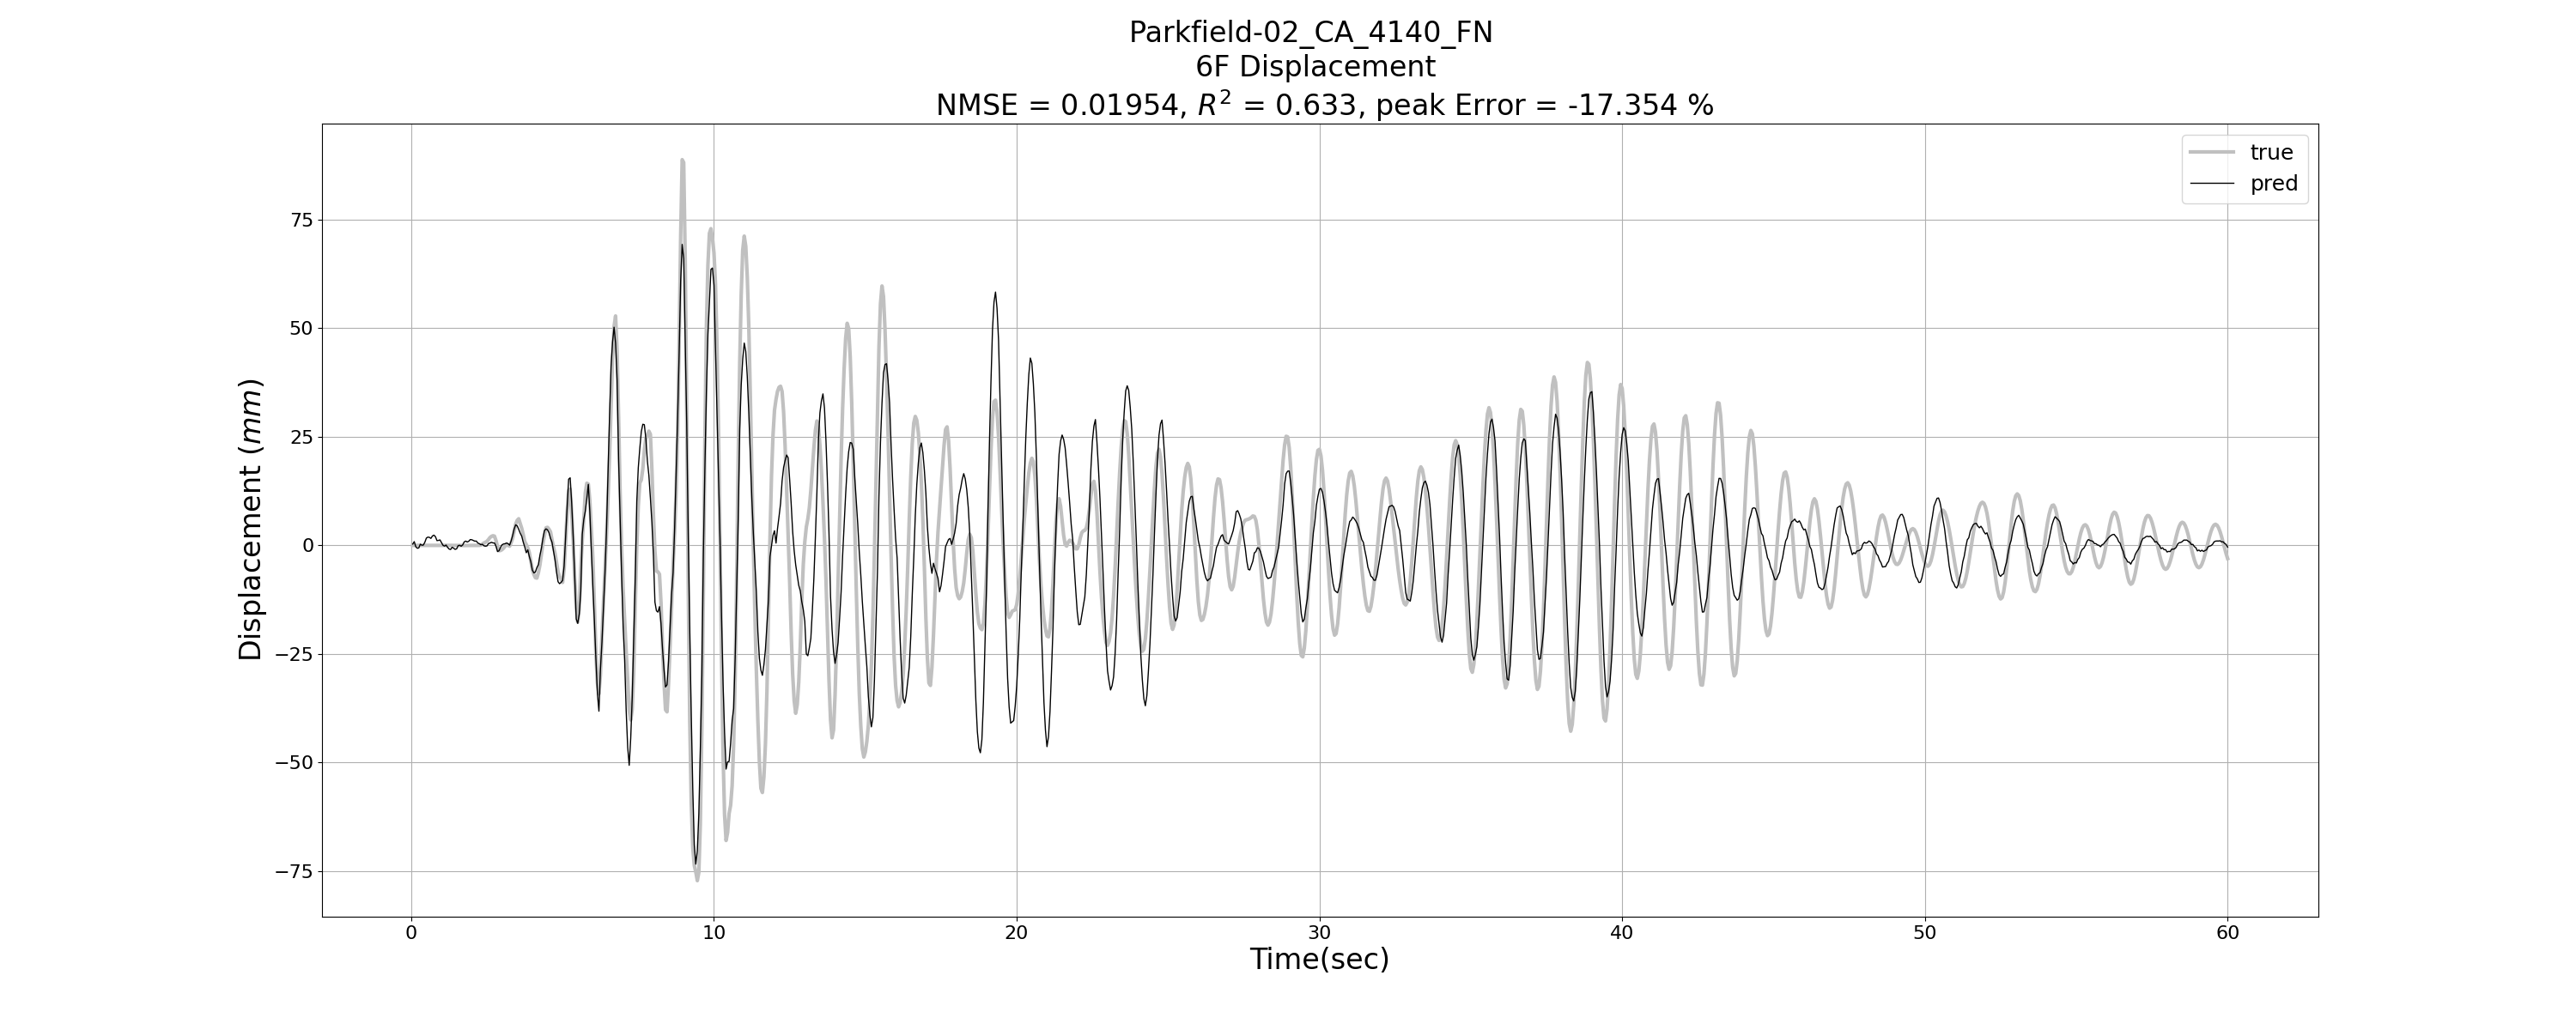 Parkfield-02_CA_4140_FN
6F Displacement
NMSE = 0.01954, R² = 0.633, peak Error = -17.354 %
true
pred
75
50
25
0
−25
−50
−75
Displacement (mm)
0 10 20 30 40 50 60
Time(sec)